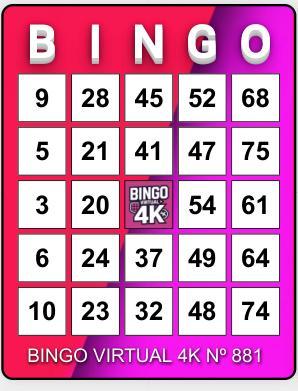 BINGO
9 28 45 52 68
5 21 41 47 75
3 20 BINGO VIRTUAL 4K 54 61
6 24 37 49 64
10 23 32 48 74
BINGO VIRTUAL 4K Nº 881